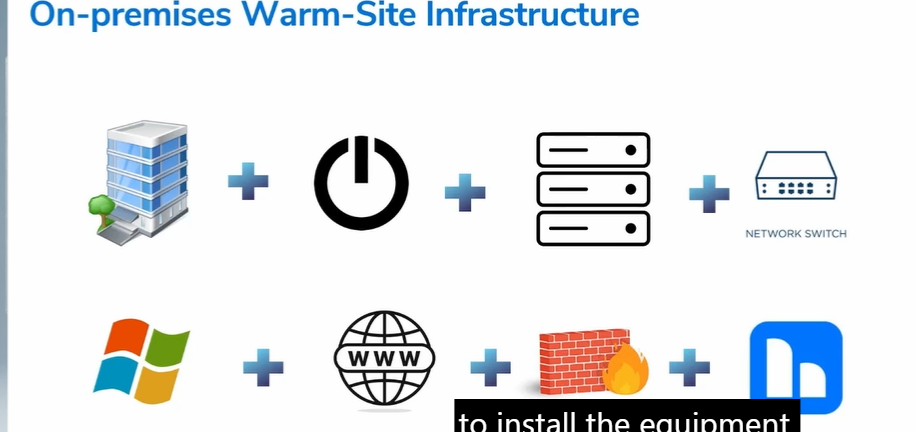 On-premises Warm-Site Infrastructure
NETWORK SWITCH
WWW
to install the equipment